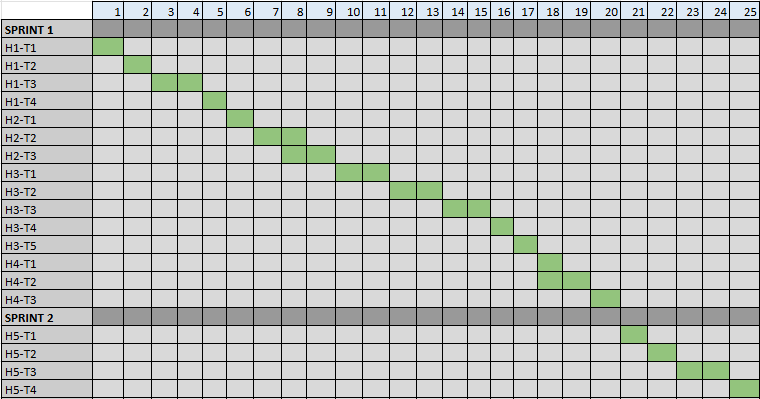 1 2 3 4 5 6 7 8 9 10 11 12 13 14 15 16 17 18 19 20 21 22 23 24 25
SPRINT 1
H1-T1
H1-T2
H1-T3
H1-T4
H2-T1
H2-T2
H2-T3
H3-T1
H3-T2
H3-T3
H3-T4
H3-T5
H4-T1
H4-T2
H4-T3
SPRINT 2
H5-T1
H5-T2
H5-T3
H5-T4